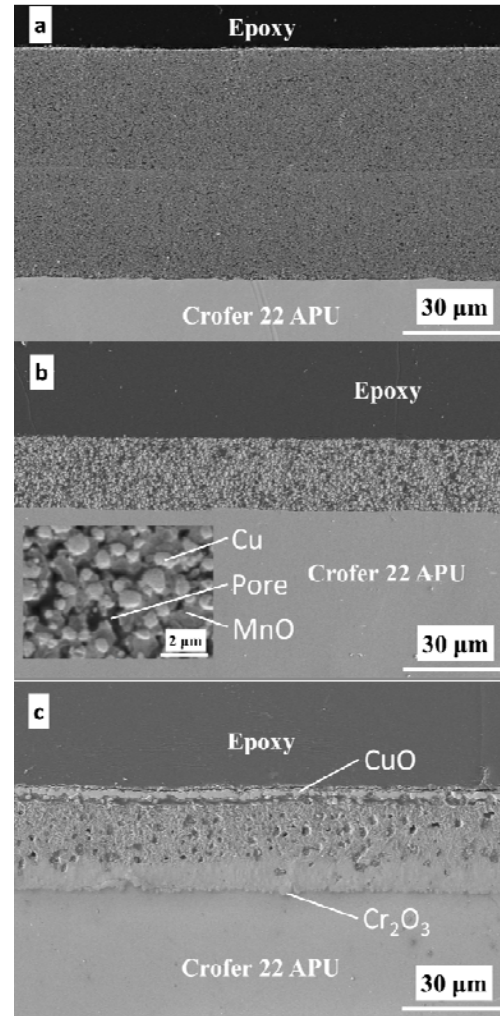 a
Epoxy
Crofer 22 APU
30 μm
b
Epoxy
Cu
Pore
MnO
2 μm
Crofer 22 APU
30 μm
c
Epoxy
CuO
Cr₂O₃
Crofer 22 APU
30 μm